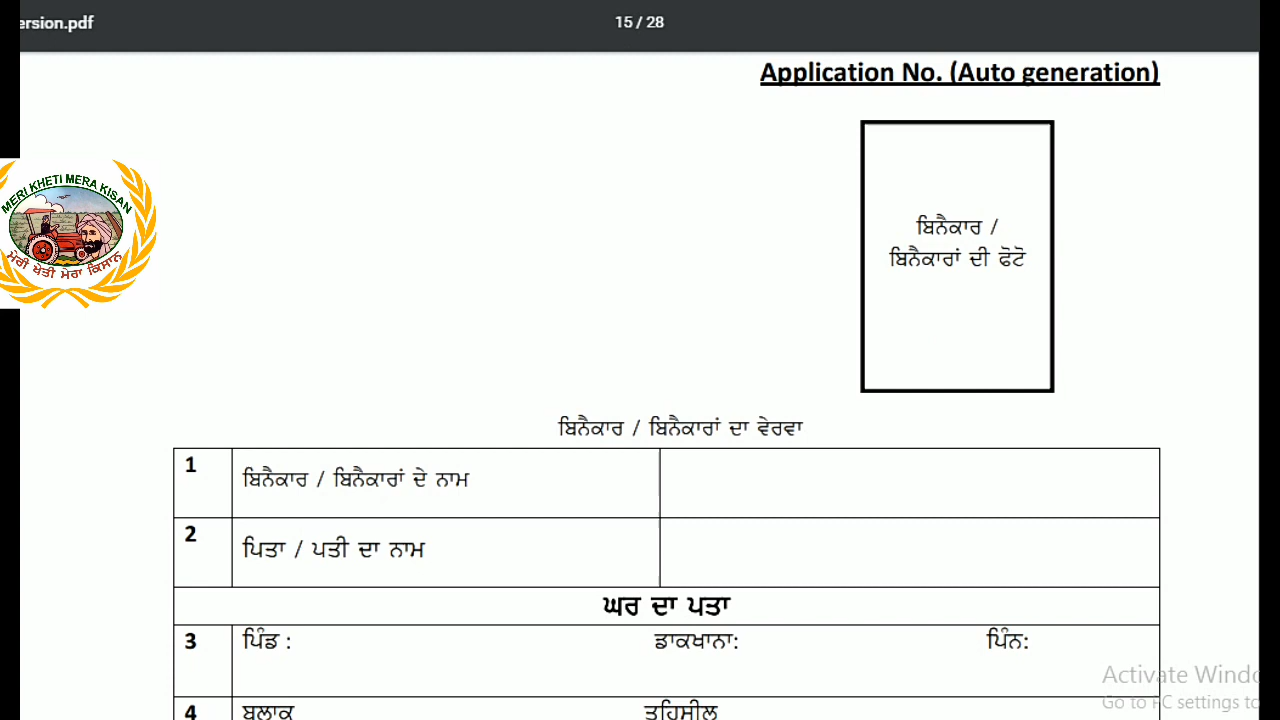 ersion.pdf
15 / 28
Application No. (Auto generation)
MERI KHETI MERA KISAN
ਮੇਰੀ ਖੇਤੀ ਮੇਰਾ ਕਿਸਾਨ
ਬਿਨੈਕਾਰ /
ਬਿਨੈਕਾਰਾਂ ਦੀ ਫੋਟੋ
ਬਿਨੈਕਾਰ / ਬਿਨੈਕਾਰਾਂ ਦਾ ਵੇਰਵਾ
1 ਬਿਨੈਕਾਰ / ਬਿਨੈਕਾਰਾਂ ਦੇ ਨਾਮ
2 ਪਿਤਾ / ਪਤੀ ਦਾ ਨਾਮ
ਘਰ ਦਾ ਪਤਾ
3 ਪਿੰਡ : ਡਾਕਖਾਨਾ: ਪਿੰਨ:
4 ਬਲਾਕ ਤਹਿਸੀਲ
Activate Windo
Go to PC settings to